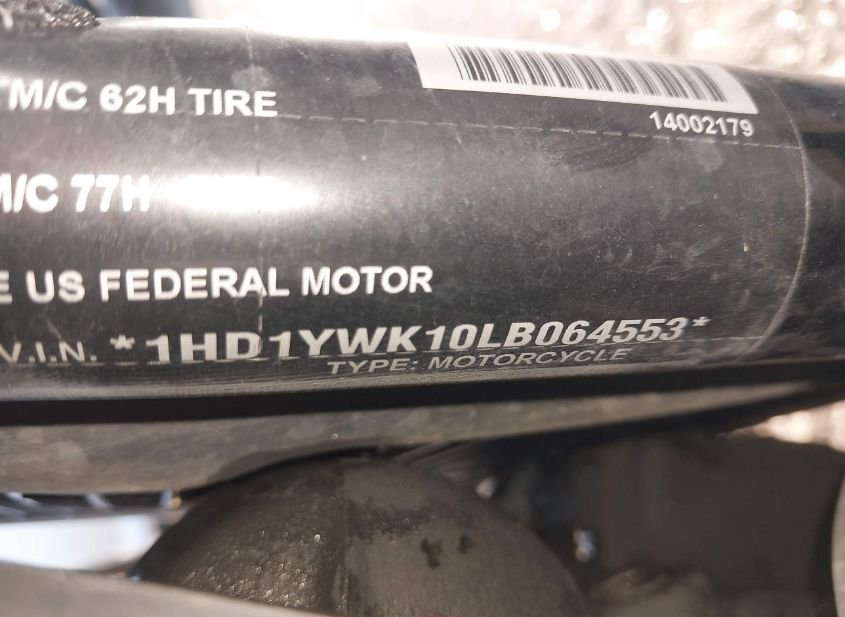 14002179
M/C 62H TIRE
M/C 77H
US FEDERAL MOTOR
V.I.N. *1HD1YWK10LB064553*
TYPE: MOTORCYCLE